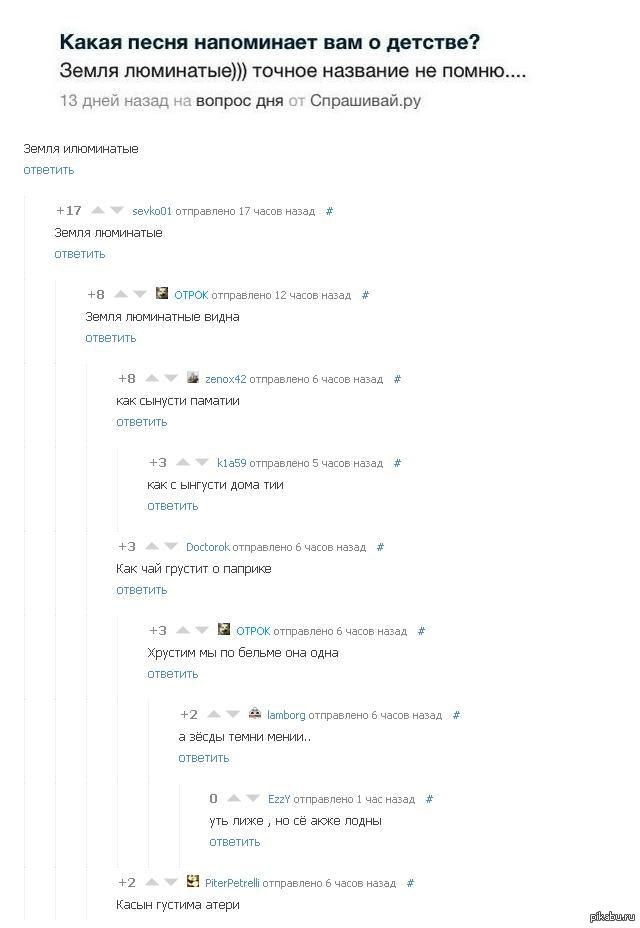 Какая песня напоминает вам о детстве?
Земля люминатые))) точное название не помню....
13 дней назад на вопрос дня от Спрашивай.ру
Земля илюминатые
ответить
+17 sevko01 отправлено 17 часов назад #
Земля люминатые
ответить
+8 ОТРОК отправлено 12 часов назад #
Земля люминатные видна
ответить
+8 zenox42 отправлено 6 часов назад #
как сынусти паматии
ответить
+3 k1a59 отправлено 5 часов назад #
как с ынгусти дома тии
ответить
+3 Doctorok отправлено 6 часов назад #
Как чай грустит о паприке
ответить
+3 ОТРОК отправлено 6 часов назад #
Хрустим мы по бельме она одна
ответить
+2 lamborg отправлено 6 часов назад #
а зёсды темни мении..
ответить
0 EzzY отправлено 1 час назад #
уть лиже , но сё акже лодны
ответить
+2 PiterPetrelli отправлено 6 часов назад #
Касын густима атери
pikabu.ru